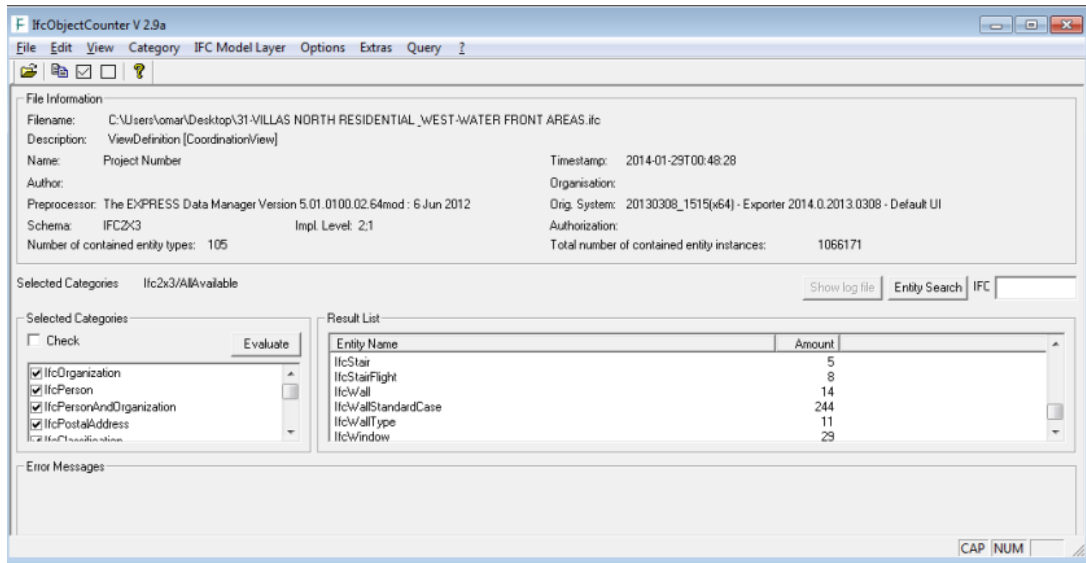 IfcObjectCounter V 2.9a
File Edit View Category IFC Model Layer Options Extras Query ?
File Information
Filename: C:\Users\omar\Desktop\31-VILLAS NORTH RESIDENTIAL _WEST-WATER FRONT AREAS.ifc
Description: ViewDefinition [CoordinationView]
Name: Project Number Timestamp: 2014-01-29T00:48:28
Author: Organisation:
Preprocessor: The EXPRESS Data Manager Version 5.01.0100.02.64mod : 6 Jun 2012 Orig. System: 20130308_1515(x64) - Exporter 2014.0.2013.0308 - Default UI
Schema: IFC2X3 Impl. Level: 2;1 Authorization:
Number of contained entity types: 105 Total number of contained entity instances: 1066171
Selected Categories Ifc2x3/AllAvailable Show log file Entity Search IFC
Selected Categories Result List
Check Evaluate Entity Name Amount
IfcOrganization IfcStair 5
IfcPerson IfcStairFlight 8
IfcPersonAndOrganization IfcWall 14
IfcPostalAddress IfcWallStandardCase 244
IfcClassification IfcWallType 11
IfcWindow 29
Error Messages
CAP NUM